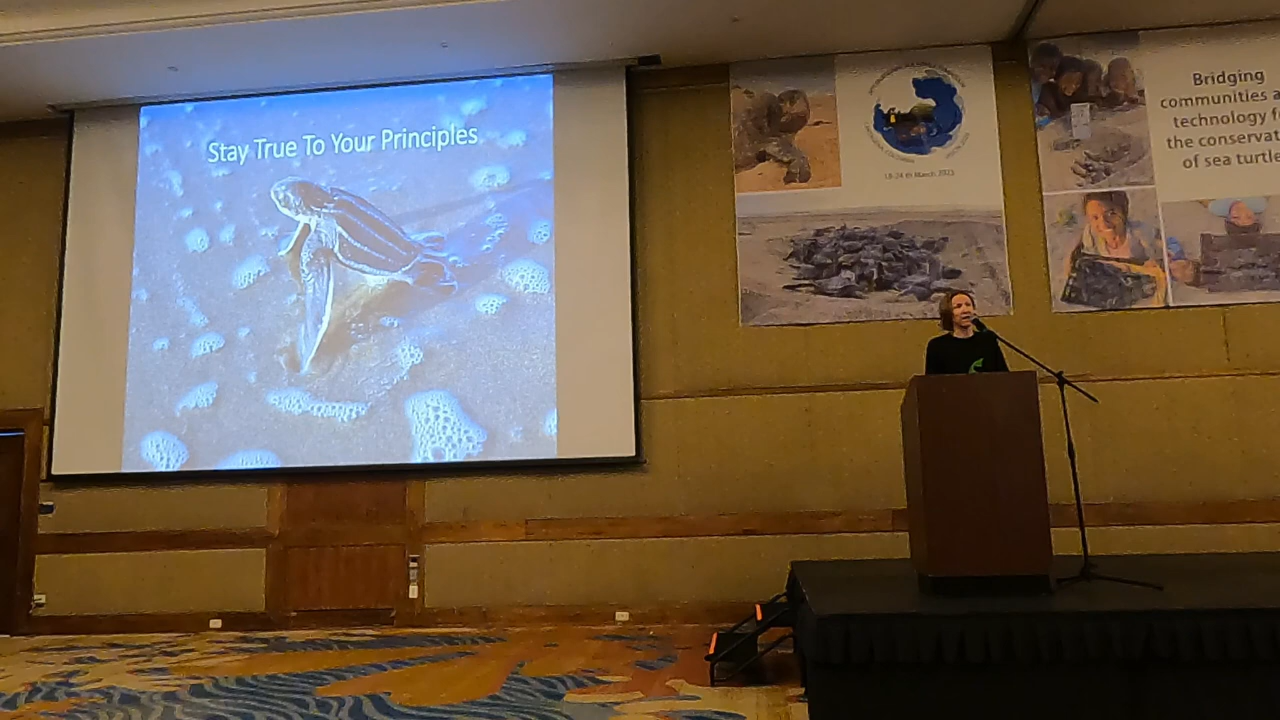 Stay True To Your Principles
18-24 th March 2023
Bridging
communities a
technology f
the conservat
of sea turtle